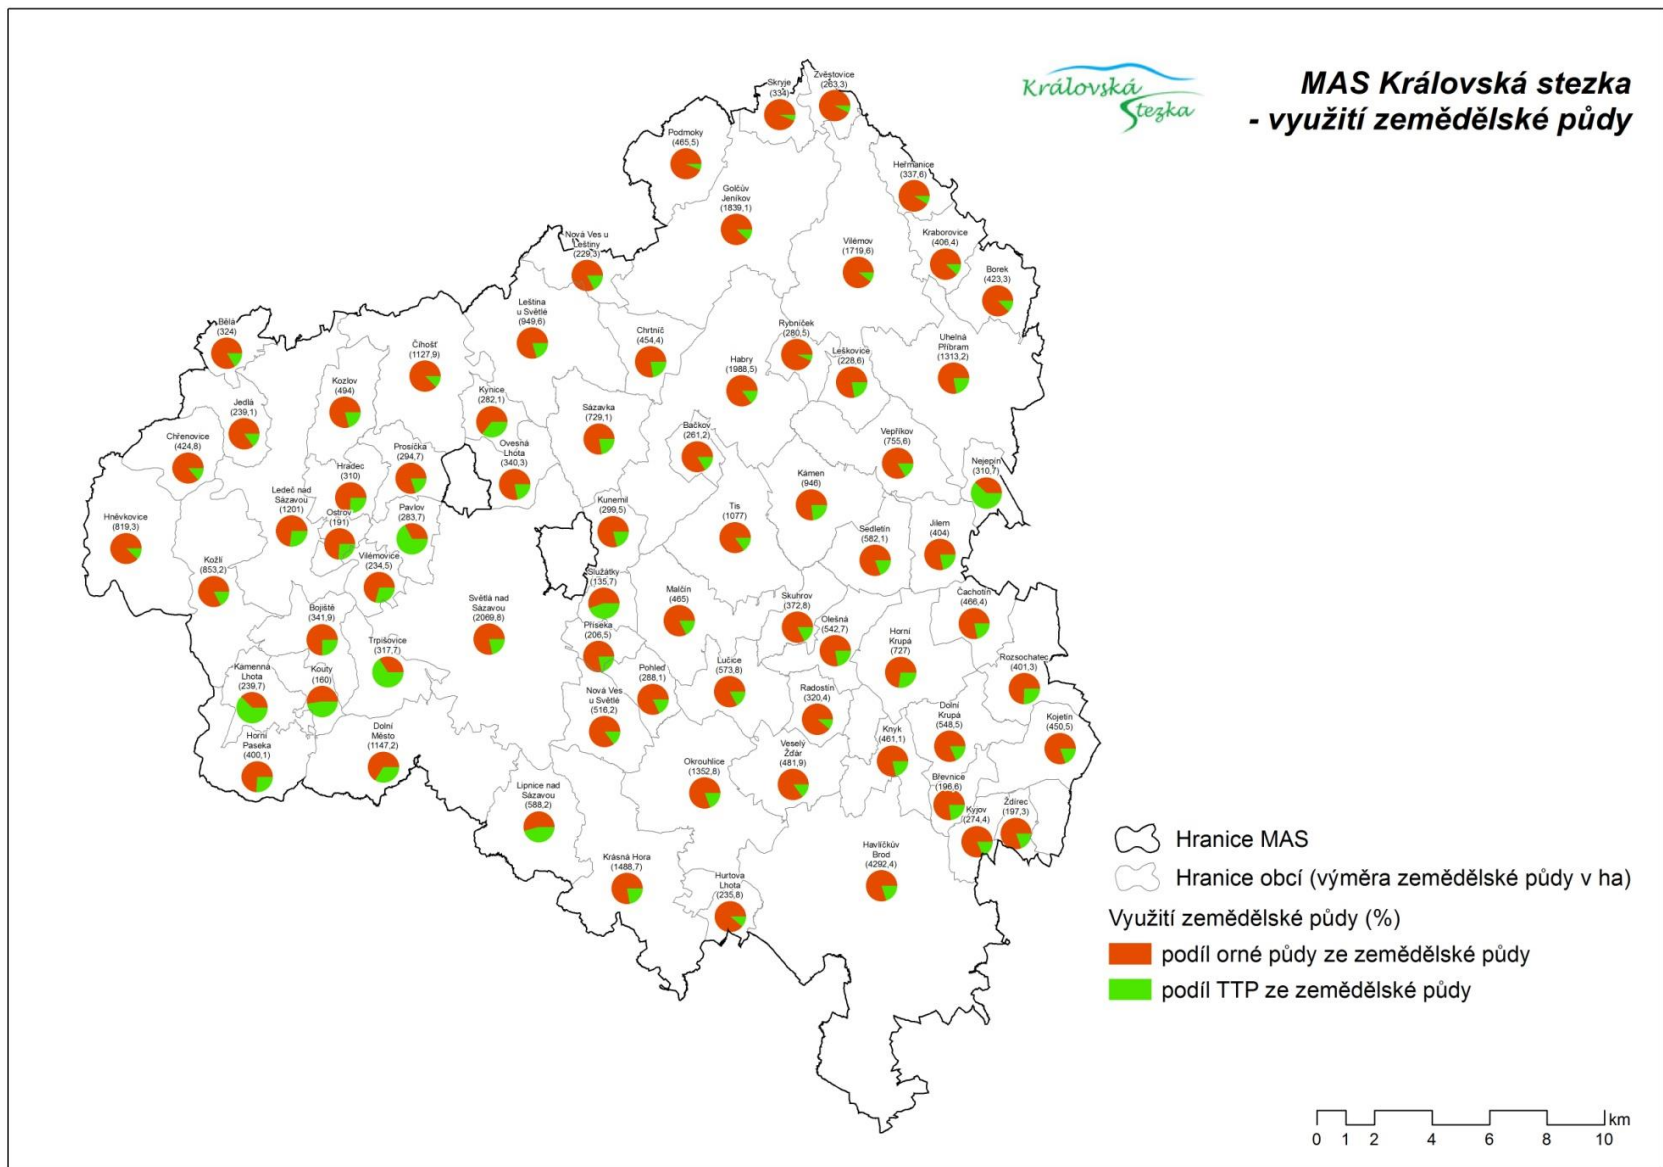 Královská
Stezka
MAS Královská stezka
- využití zemědělské půdy
Skryje
(334)
Zvěstovice
(263,3)
Podmoky
(465,5)
Heřmanice
(337,6)
Golčův
Jeníkov
(1839,1)
Nová Ves u
Leštiny
(229,3)
Vilémov
(1719,6)
Kraborovice
(406,4)
Borek
(423,3)
Leština
u Světlé
(949,6)
Bělá
(324)
Číhošť
(1127,9)
Chrtníč
(454,4)
Rybníček
(280,5)
Leškovice
(228,6)
Uhelná
Příbram
(1313,2)
Habry
(1988,5)
Kozlov
(494)
Kynice
(282,1)
Jedlá
(239,1)
Sázavka
(729,1)
Bačkov
(261,2)
Vepříkov
(755,6)
Chřenovice
(424,8)
Prosíčka
(294,7)
Ovesná
Lhota
(340,3)
Nejepín
(310,7)
Hradec
(310)
Kámen
(946)
Ledeč nad
Sázavou
(1201)
Ostrov
(191)
Pavlov
(283,7)
Kunemil
(299,5)
Tis
(1077)
Hněvkovice
(819,3)
Sedletín
(582,1)
Jilem
(404)
Kožlí
(853,2)
Vilémovice
(234,5)
Služátky
(135,7)
Malčín
(465)
Čachotín
(466,4)
Světlá nad
Sázavou
(2069,8)
Bojiště
(341,9)
Skuhrov
(372,8)
Olešná
(542,7)
Příseka
(206,5)
Horní
Krupá
(727)
Trpišovice
(317,7)
Rozsochatec
(401,3)
Kamenná
Lhota
(239,7)
Kouty
(160)
Pohleď
(288,1)
Lučice
(573,8)
Nová Ves
u Světlé
(516,2)
Radostín
(320,4)
Dolní
Krupá
(548,5)
Kojetín
(450,5)
Horní
Paseka
(400,1)
Dolní
Město
(1147,2)
Knyk
(461,1)
Veselý
Žďár
(481,9)
Okrouhlice
(1352,8)
Břevnice
(196,6)
Lipnice nad
Sázavou
(588,2)
Kyjov
(274,4)
Ždírec
(197,3)
Krásná Hora
(1488,7)
Hurtova
Lhota
(235,8)
Havlíčkův
Brod
(4292,4)
Hranice MAS
Hranice obcí (výměra zemědělské půdy v ha)
Využití zemědělské půdy (%)
podíl orné půdy ze zemědělské půdy
podíl TTP ze zemědělské půdy
km
0 1 2 4 6 8 10